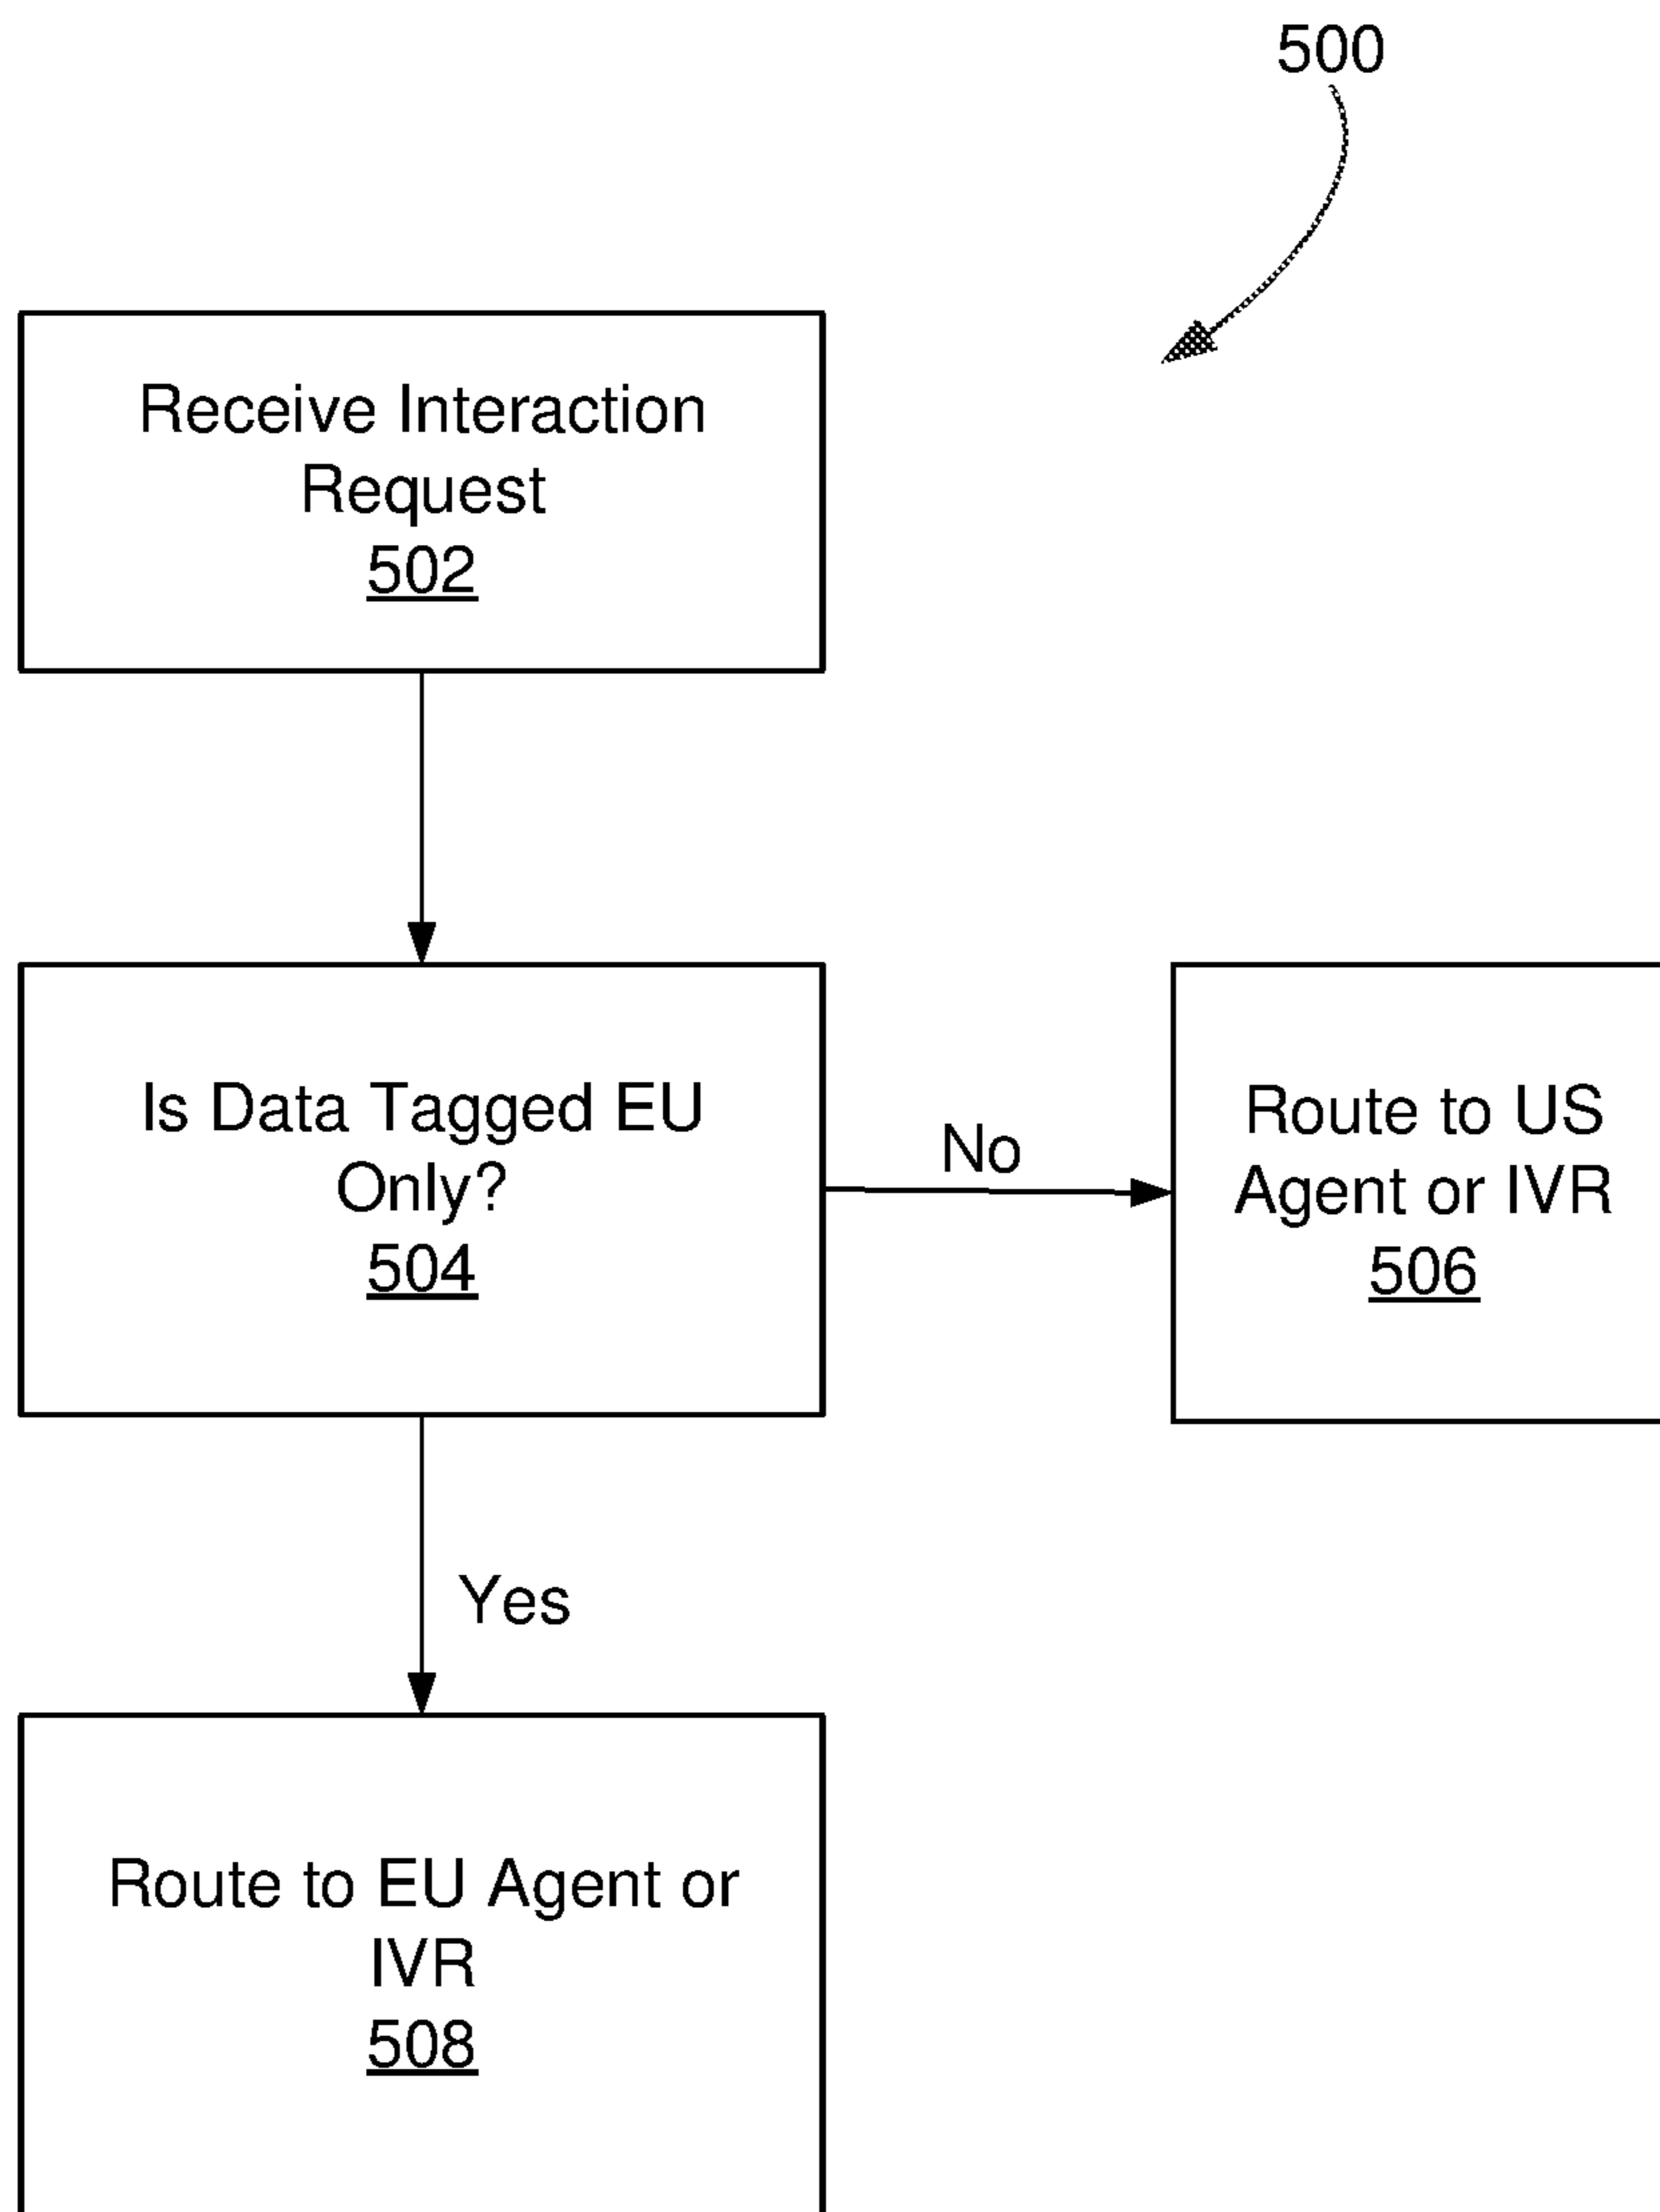 500
Receive Interaction
Request
502
Is Data Tagged EU
Only?
504
No
Route to US
Agent or IVR
506
Yes
Route to EU Agent or
IVR
508